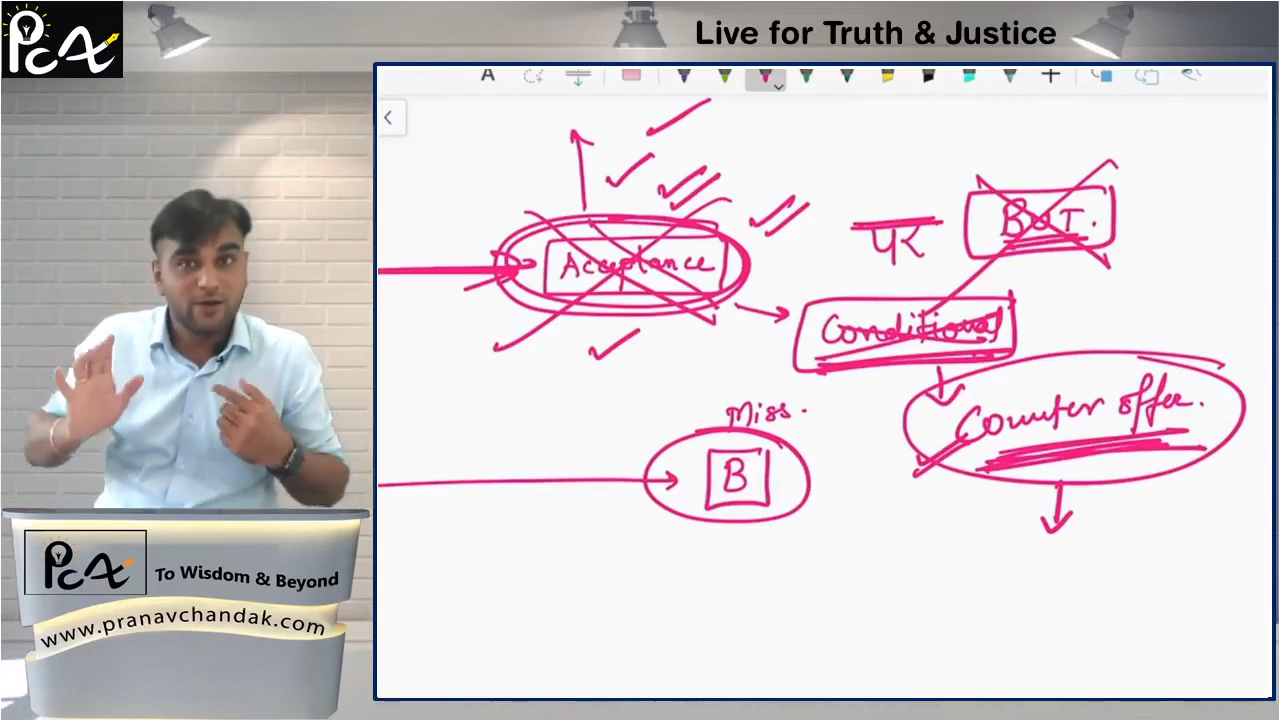 PCA
Live for Truth & Justice
A
Acceptance
पर
But.
Conditional
Counter offer.
Miss.
B
PCA
To Wisdom & Beyond
www.pranavchandak.com